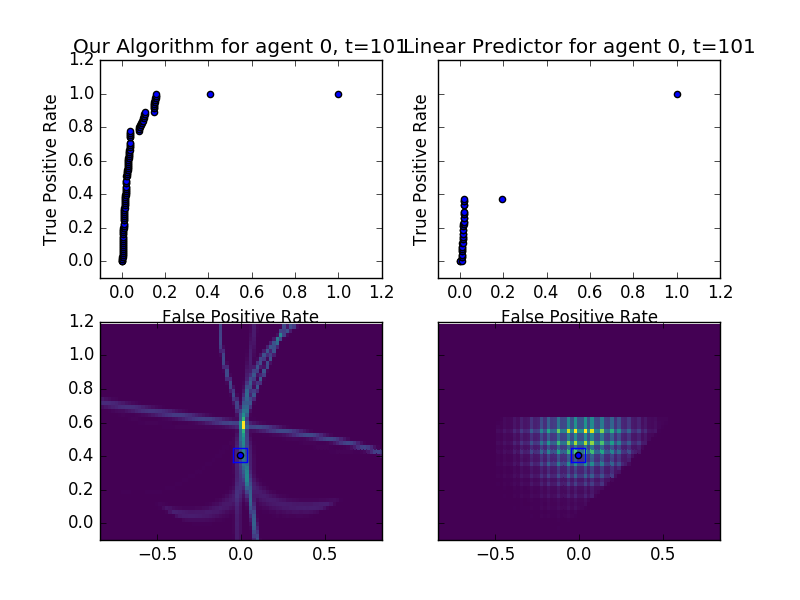 Our Algorithm for agent 0, t=101
Linear Predictor for agent 0, t=101
1.2
1.0
0.8
0.6
0.4
0.2
0.0
True Positive Rate
0.0 0.2 0.4 0.6 0.8 1.0 1.2
False Positive Rate
True Positive Rate
0.0 0.2 0.4 0.6 0.8 1.0 1.2
False Positive Rate
1.2
1.0
0.8
0.6
0.4
0.2
0.0
−0.5 0.0 0.5
−0.5 0.0 0.5